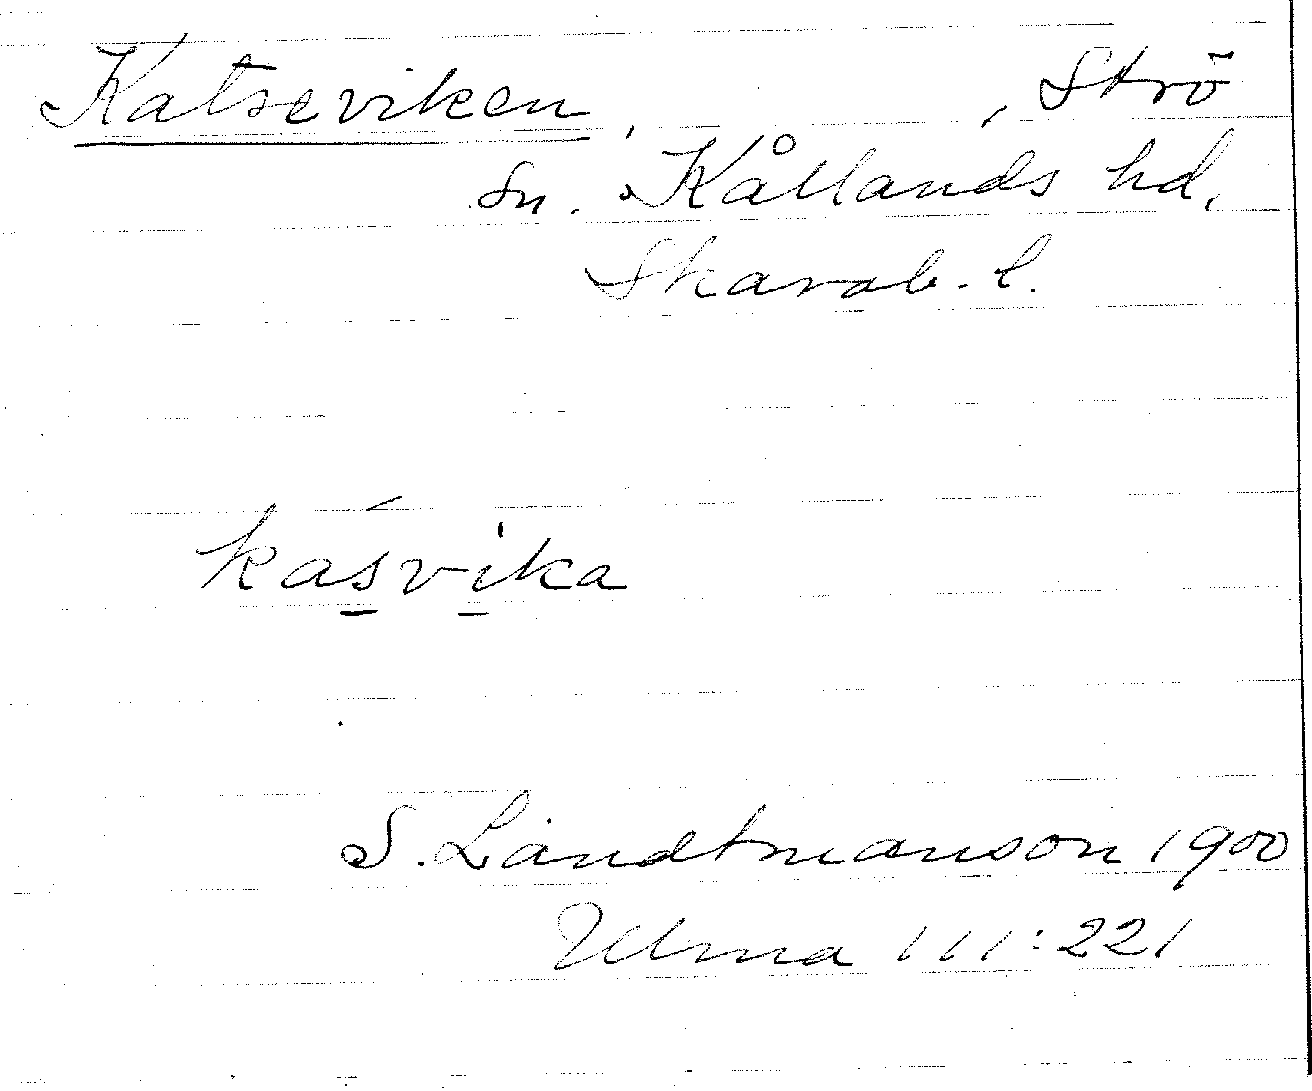 Katseviken, , Strö
sn. Kållands hd,
Skarab. l.
kasvika
S. Landtmanson 1900
Ulma 111:221